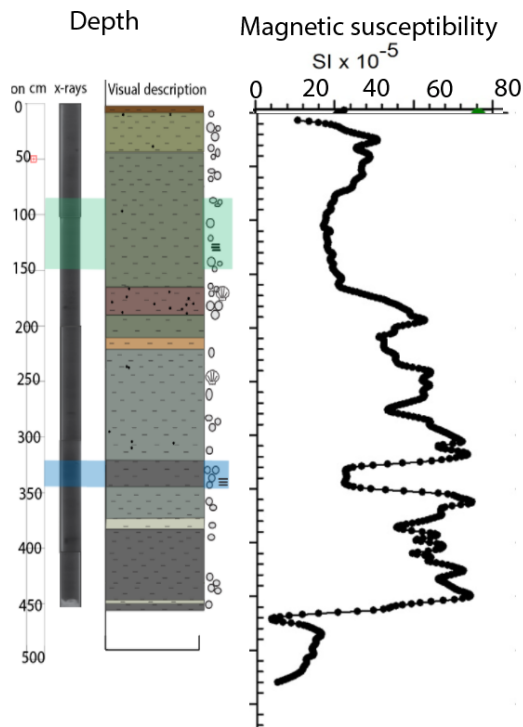 Depth
Magnetic susceptibility
SI x 10-5
on cm
x-rays
Visual description
0 20 40 60 80
0
50
100
150
200
250
300
350
400
450
500